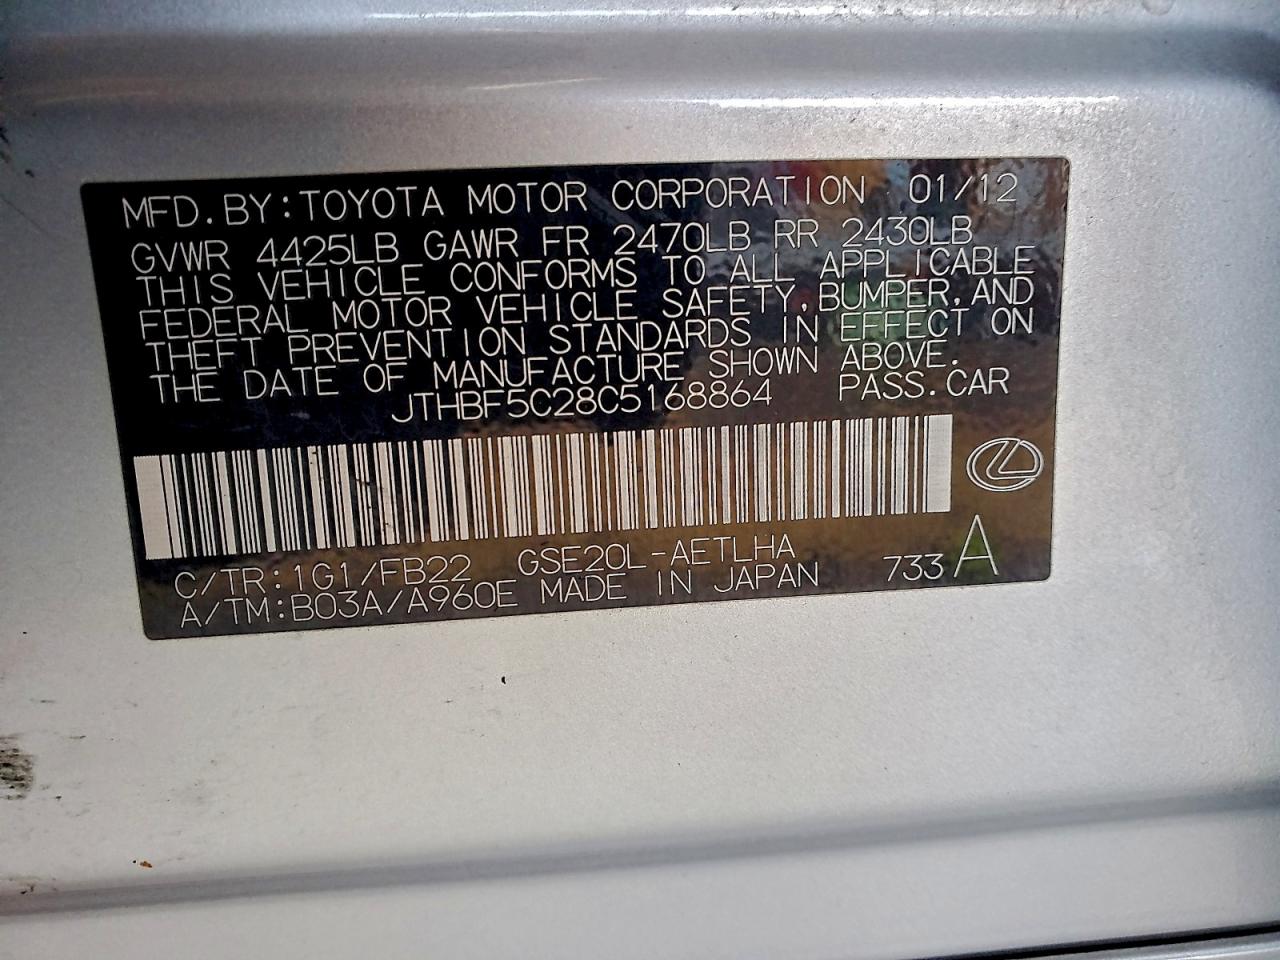 MFD. BY: TOYOTA MOTOR CORPORATION 01/12
GVWR 4425LB GAWR FR 2470LB RR 2430LB
THIS VEHICLE CONFORMS TO ALL APPLICABLE
FEDERAL MOTOR VEHICLE SAFETY, BUMPER, AND
THEFT PREVENTION STANDARDS IN EFFECT ON
THE DATE OF MANUFACTURE SHOWN ABOVE.
JTHBF5C28C5168864 PASS. CAR
C/TR: 1G1/FB22 GSE20L-AETLHA
A/TM: B03A/A960E MADE IN JAPAN 733 A